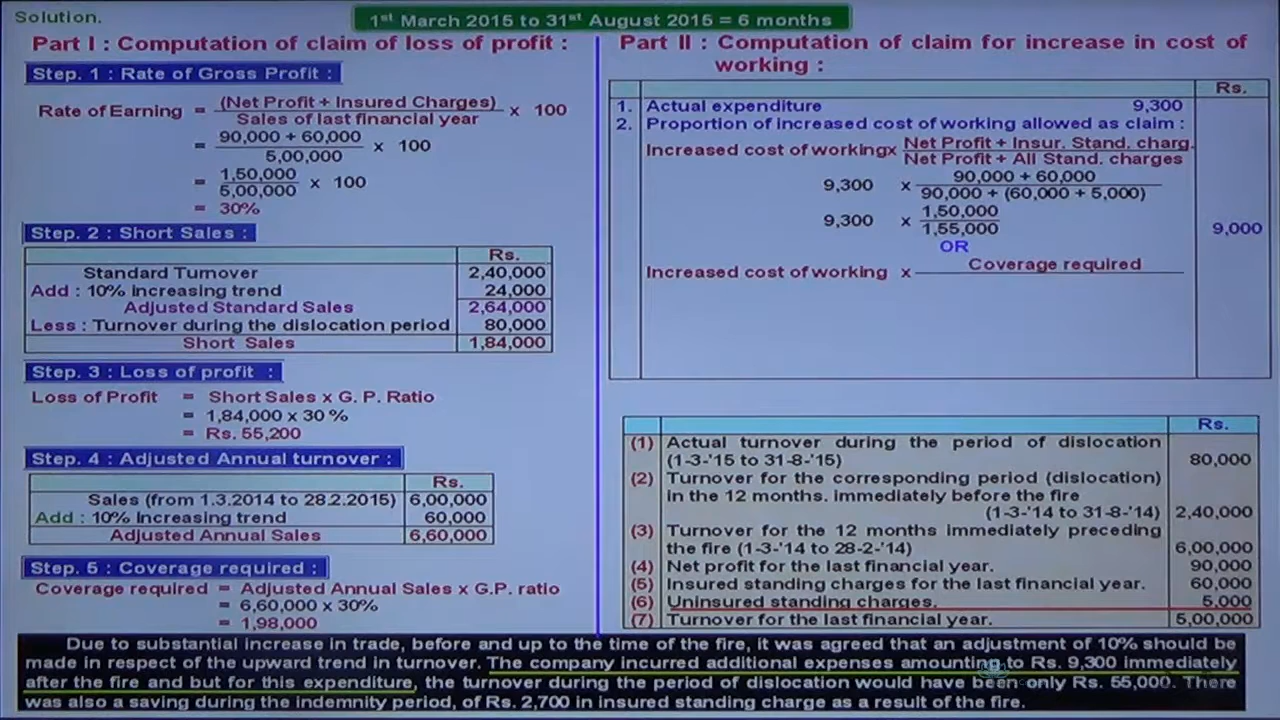 Solution.
1st March 2015 to 31st August 2015 = 6 months
Part I : Computation of claim of loss of profit :
Step. 1 : Rate of Gross Profit :
Rate of Earning = (Net Profit + Insured Charges) / Sales of last financial year x 100
= 90,000 + 60,000 / 5,00,000 x 100
= 1,50,000 / 5,00,000 x 100
= 30%
Step. 2 : Short Sales :
Rs.
Standard Turnover 2,40,000
Add : 10% increasing trend 24,000
Adjusted Standard Sales 2,64,000
Less : Turnover during the dislocation period 80,000
Short Sales 1,84,000
Step. 3 : Loss of profit :
Loss of Profit = Short Sales x G. P. Ratio
= 1,84,000 x 30 %
= Rs. 55,200
Step. 4 : Adjusted Annual turnover :
Rs.
Sales (from 1.3.2014 to 28.2.2015) 6,00,000
Add : 10% Increasing trend 60,000
Adjusted Annual Sales 6,60,000
Step. 5 : Coverage required :
Coverage required = Adjusted Annual Sales x G.P. ratio
= 6,60,000 x 30%
= 1,98,000
Part II : Computation of claim for increase in cost of
working :
Rs.
1. Actual expenditure 9,300
2. Proportion of increased cost of working allowed as claim :
Increased cost of working x Net Profit + Insur. Stand. charg. / Net Profit + All Stand. charges
9,300 x 90,000 + 60,000 / 90,000 + (60,000 + 5,000)
9,300 x 1,50,000 / 1,55,000 9,000
OR
Increased cost of working x Coverage required
Rs.
(1) Actual turnover during the period of dislocation
(1-3-'15 to 31-8-'15) 80,000
(2) Turnover for the corresponding period (dislocation)
in the 12 months. immediately before the fire
(1-3-'14 to 31-8-'14) 2,40,000
(3) Turnover for the 12 months immediately preceding
the fire (1-3-'14 to 28-2-'14) 6,00,000
(4) Net profit for the last financial year. 90,000
(5) Insured standing charges for the last financial year. 60,000
(6) Uninsured standing charges. 5,000
(7) Turnover for the last financial year. 5,00,000
Due to substantial increase in trade, before and up to the time of the fire, it was agreed that an adjustment of 10% should be
made in respect of the upward trend in turnover. The company incurred additional expenses amounting to Rs. 9,300 immediately
after the fire and but for this expenditure, the turnover during the period of dislocation would have been only Rs. 55,000. There
was also a saving during the indemnity period, of Rs. 2,700 in insured standing charge as a result of the fire.